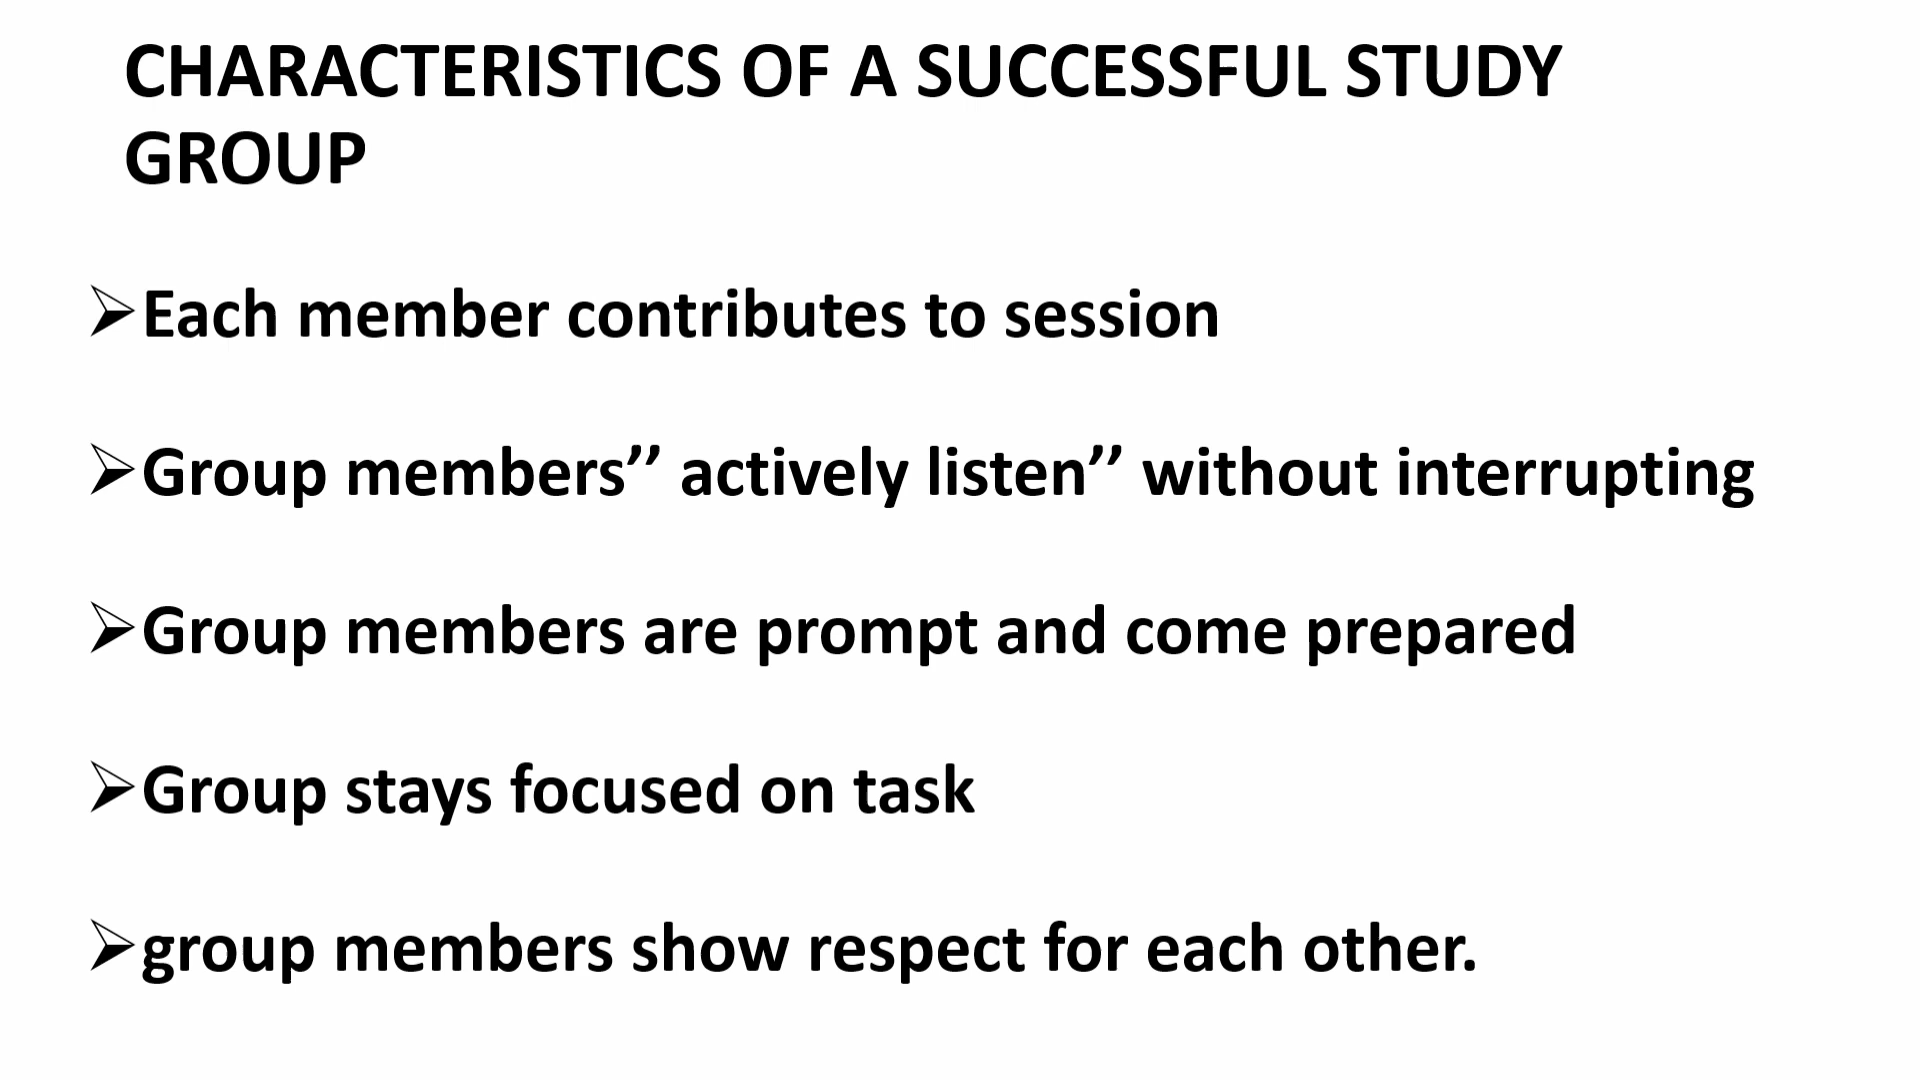 CHARACTERISTICS OF A SUCCESSFUL STUDY
GROUP
➢Each member contributes to session
➢Group members’’ actively listen’’ without interrupting
➢Group members are prompt and come prepared
➢Group stays focused on task
➢group members show respect for each other.